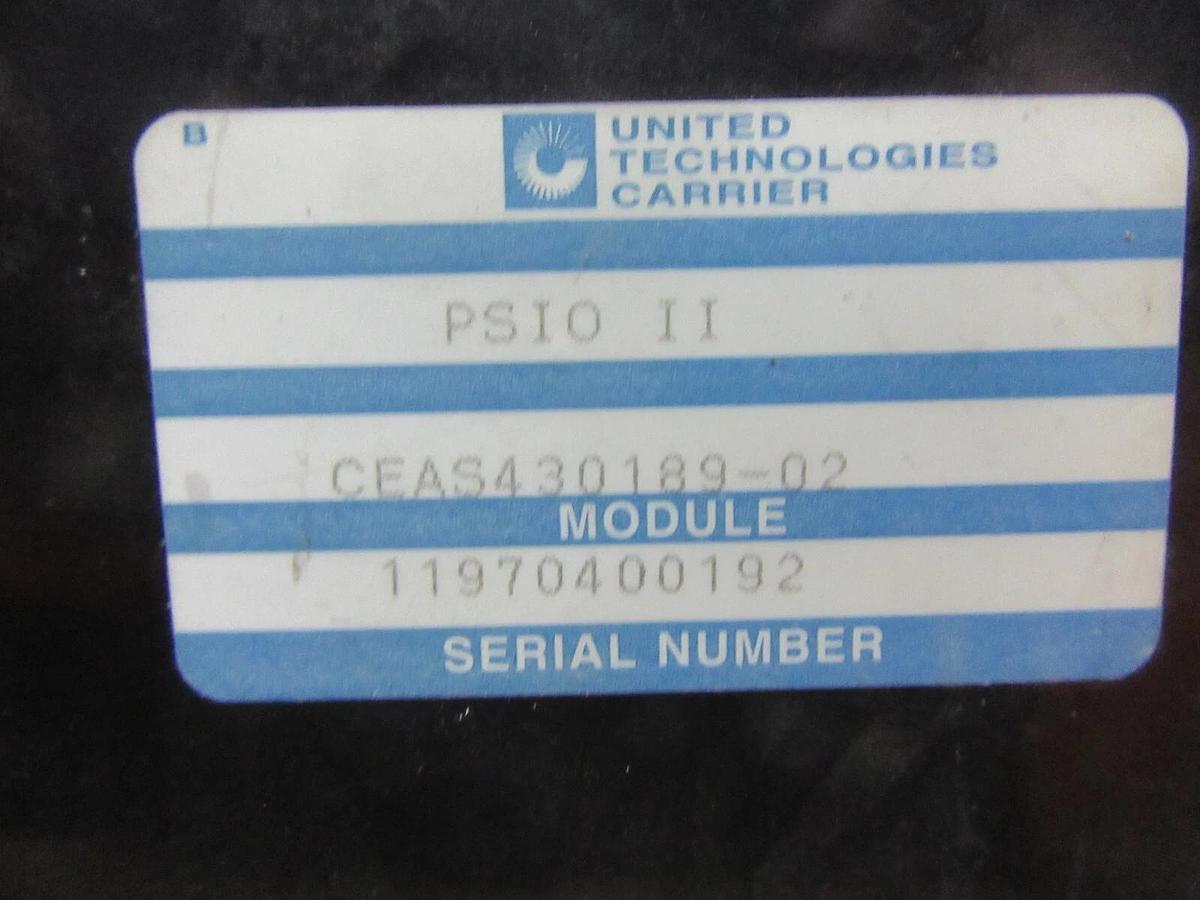 B
UNITED
TECHNOLOGIES
CARRIER
PSIO II
CEAS430189-02
MODULE
11970400192
SERIAL NUMBER